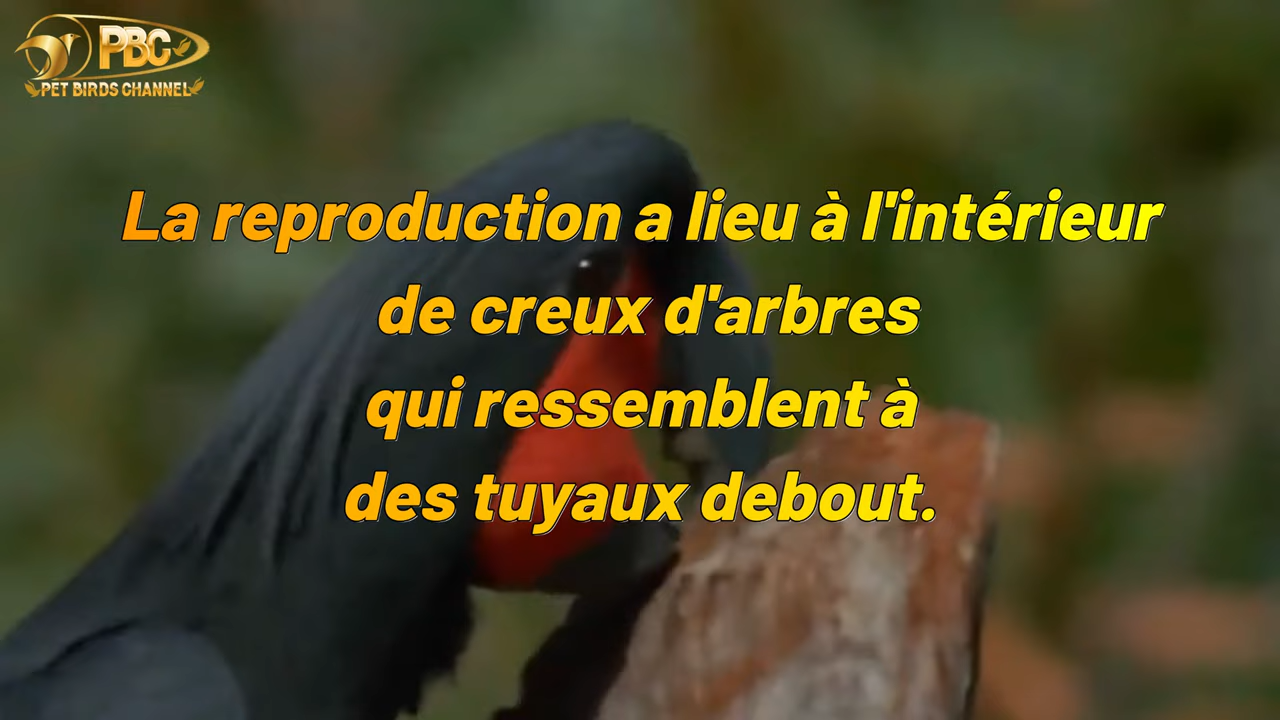 PBC
PET BIRDS CHANNEL
La reproduction a lieu à l'intérieur
de creux d'arbres
qui ressemblent à
des tuyaux debout.